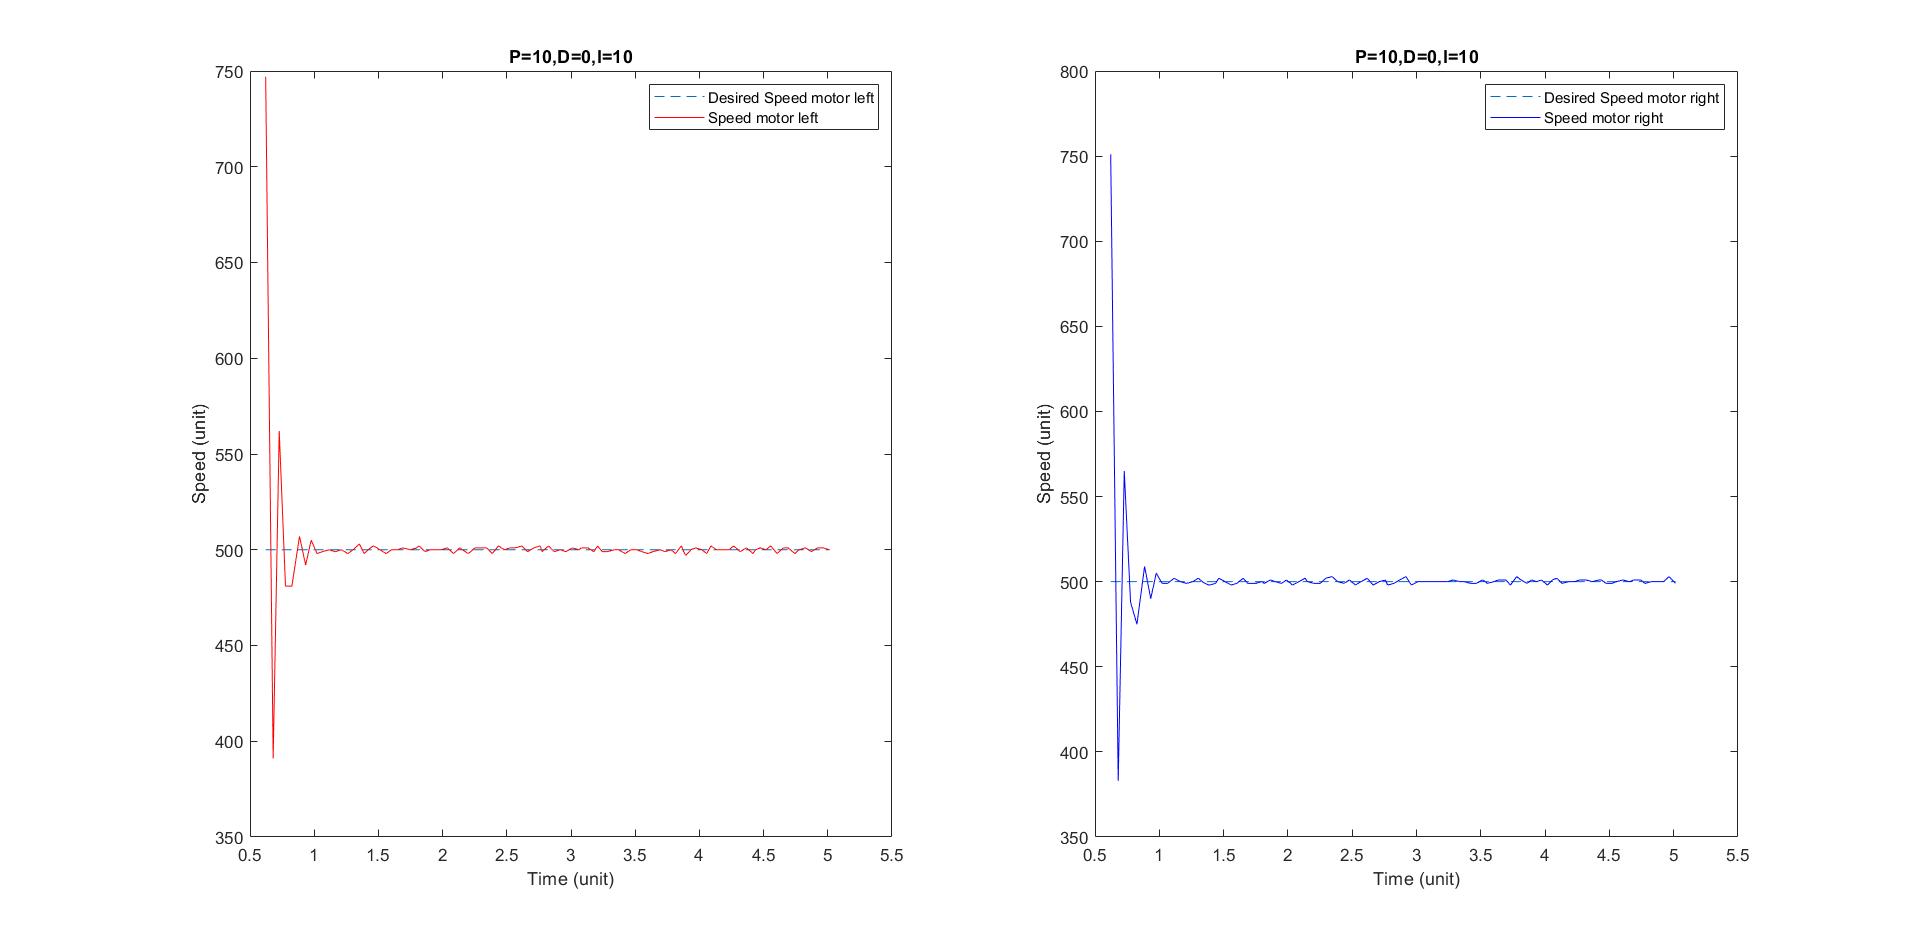 P=10,D=0,I=10
Desired Speed motor left
Speed motor left
750
700
650
600
550
500
450
400
350
0.5 1 1.5 2 2.5 3 3.5 4 4.5 5 5.5
Speed (unit)
Time (unit)
P=10,D=0,I=10
Desired Speed motor right
Speed motor right
800
750
700
650
600
550
500
450
400
350
0.5 1 1.5 2 2.5 3 3.5 4 4.5 5 5.5
Speed (unit)
Time (unit)